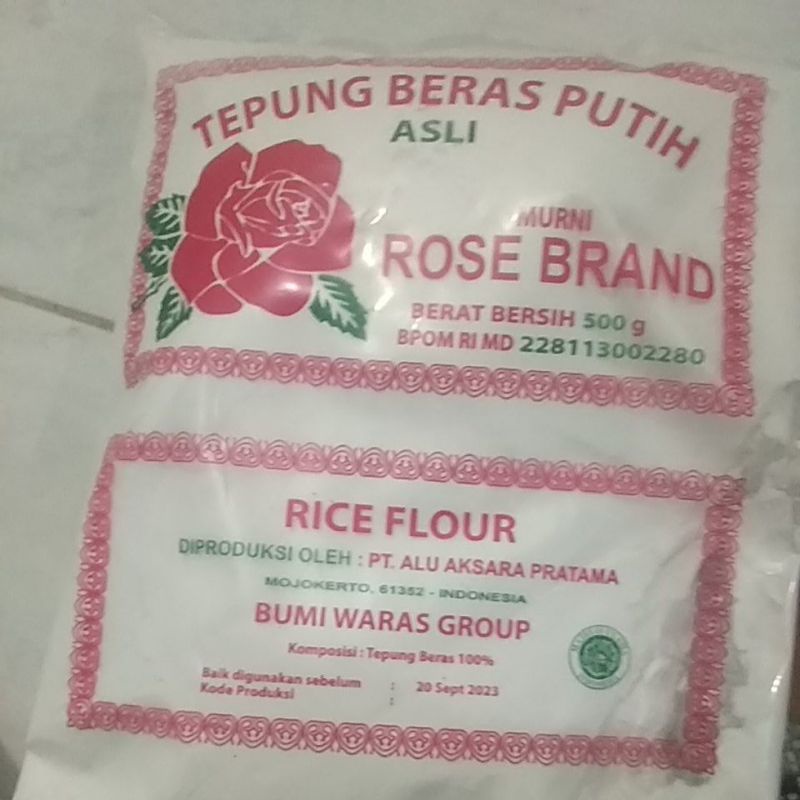 TEPUNG BERAS PUTIH
ASLI
MURNI
ROSE BRAND
BERAT BERSIH 500 g
BPOM RI MD 228113002280
RICE FLOUR
DIPRODUKSI OLEH : PT. ALU AKSARA PRATAMA
MOJOKERTO, 61352 - INDONESIA
BUMI WARAS GROUP
Komposisi : Tepung Beras 100%
Baik digunakan sebelum : 20 Sept 2023
Kode Produksi :